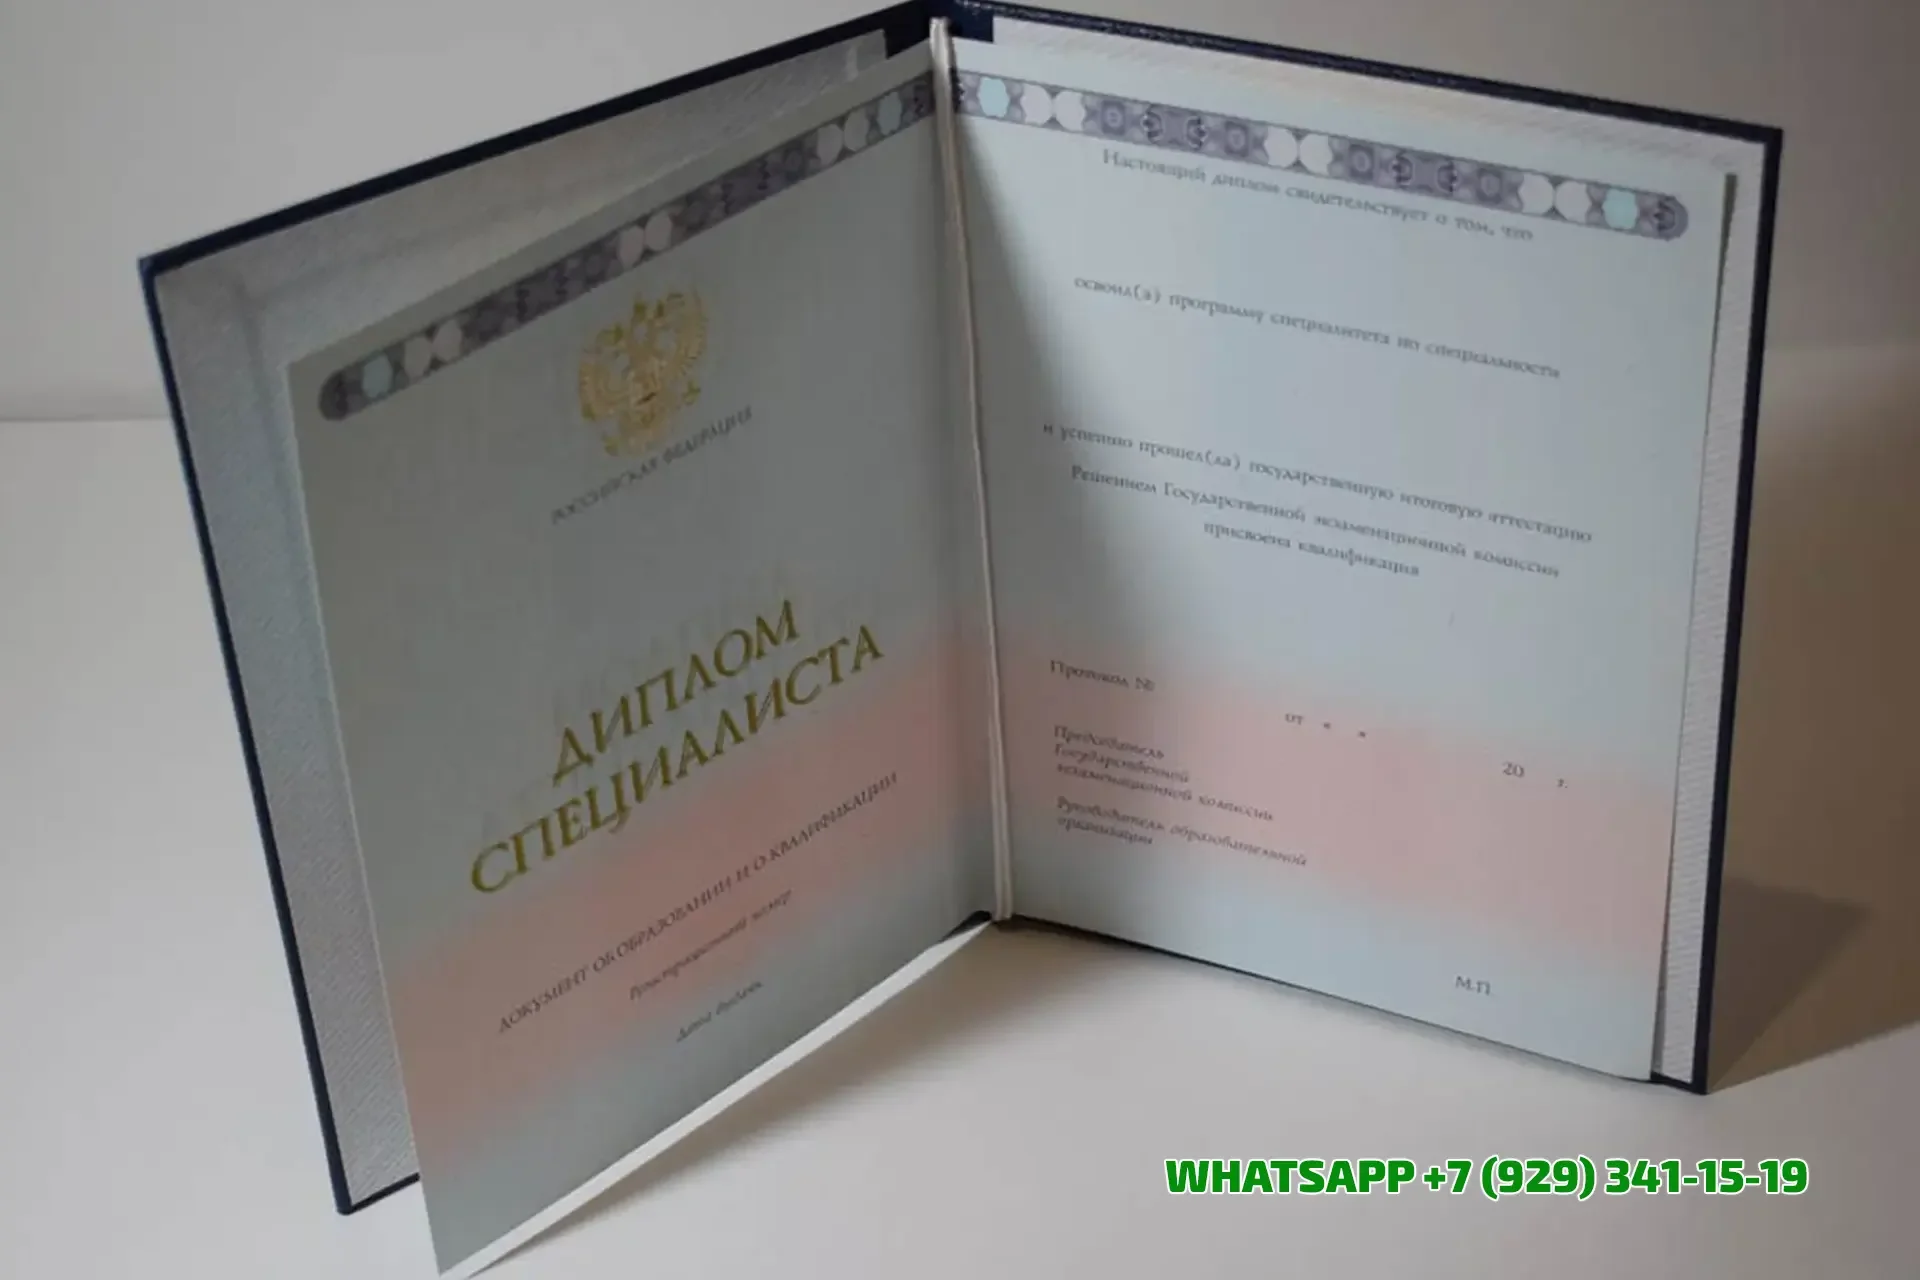 РОССИЙСКАЯ ФЕДЕРАЦИЯ
ДИПЛОМ
СПЕЦИАЛИСТА
ДОКУМЕНТ ОБ ОБРАЗОВАНИИ И О КВАЛИФИКАЦИИ
Регистрационный номер
Дата выдачи
Настоящий диплом свидетельствует о том, что
освоил(а) программу специалитета по специальности
и успешно прошел(ла) государственную итоговую аттестацию
Решением Государственной экзаменационной комиссии
присвоена квалификация
Протокол №
от « »
20 г.
Председатель
Государственной
экзаменационной комиссии
Руководитель образовательной
организации
М.П.
WHATSAPP +7 (929) 341-15-19